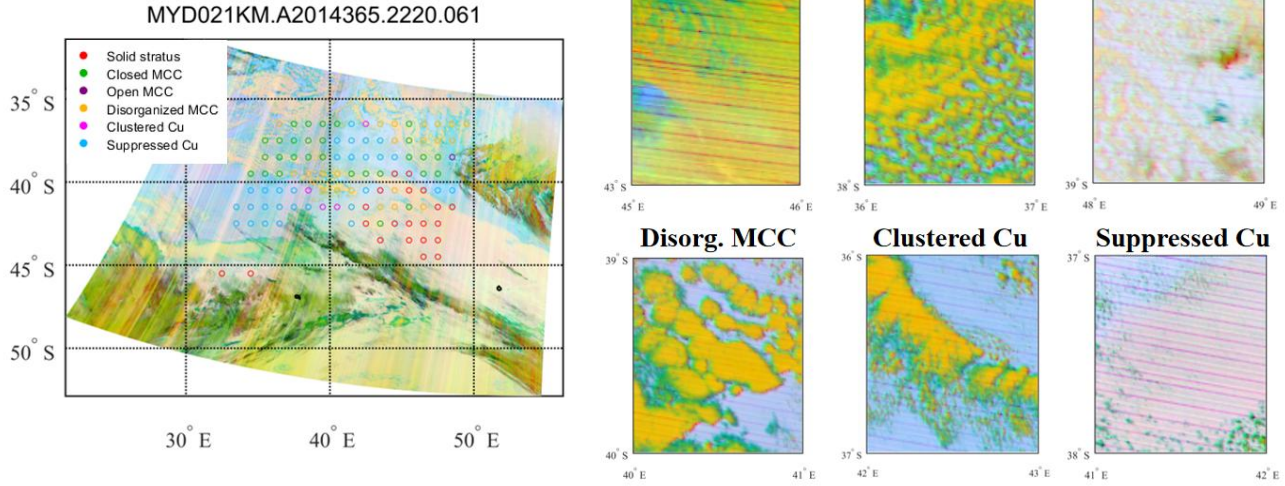 MYD021KM.A2014365.2220.061
Solid stratus
Closed MCC
Open MCC
Disorganized MCC
Clustered Cu
Suppressed Cu
35° S
40° S
45° S
50° S
30° E
40° E
50° E
43° S
45° E
46° E
38° S
36° E
37° E
39° S
48° E
49° E
Disorg. MCC
39° S
40° S
40° E
41° E
Clustered Cu
36° S
37° S
42° E
43° E
Suppressed Cu
37° S
38° S
41° E
42° E